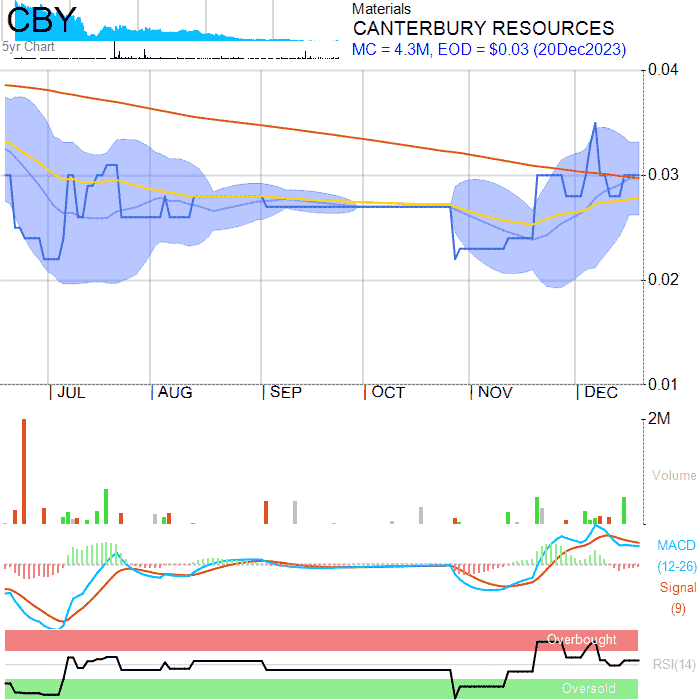 CBY
5yr Chart
Materials
CANTERBURY RESOURCES
MC = 4.3M, EOD = $0.03 (20Dec2023)
0.04
0.03
0.02
0.01
JUL AUG SEP OCT NOV DEC
2M
Volume
MACD
(12-26)
Signal
(9)
Overbought
RSI(14)
Oversold